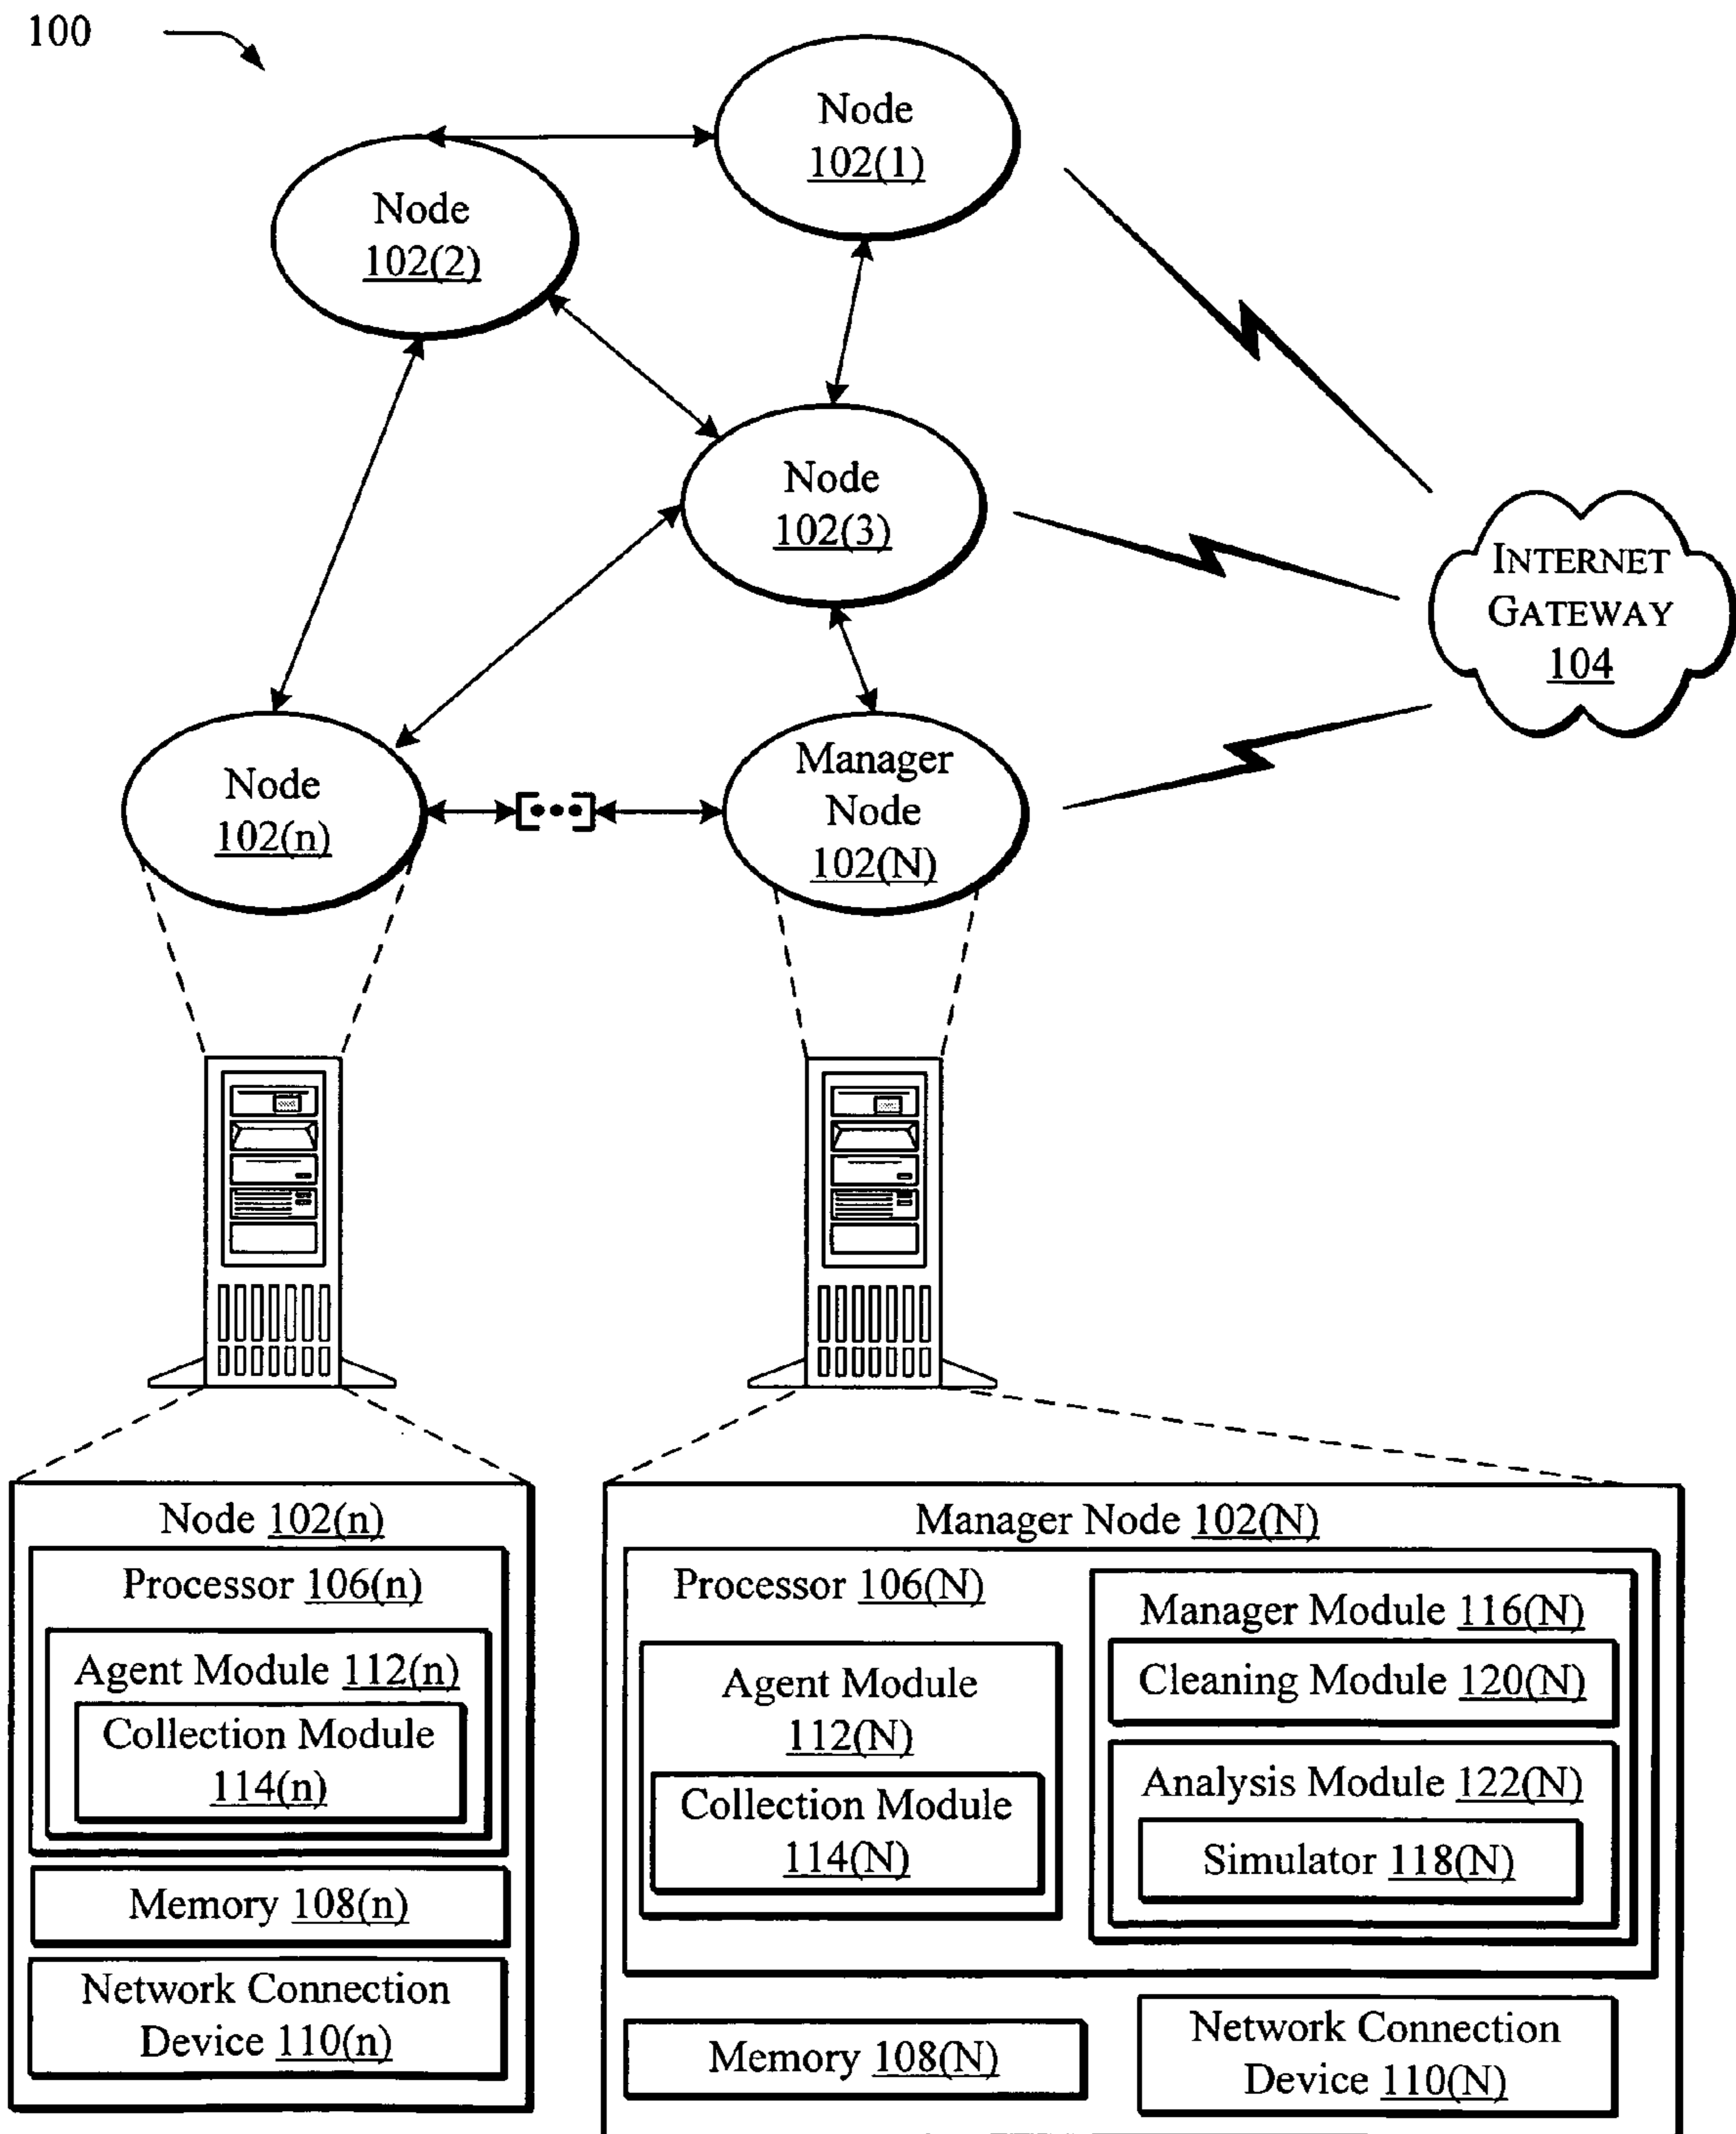 100
Node
102(1)
Node
102(2)
Node
102(3)
INTERNET
GATEWAY
104
Node
102(n)
[•••]
Manager
Node
102(N)
Node 102(n)
Processor 106(n)
Agent Module 112(n)
Collection Module
114(n)
Memory 108(n)
Network Connection
Device 110(n)
Manager Node 102(N)
Processor 106(N)
Agent Module
112(N)
Collection Module
114(N)
Manager Module 116(N)
Cleaning Module 120(N)
Analysis Module 122(N)
Simulator 118(N)
Memory 108(N)
Network Connection
Device 110(N)